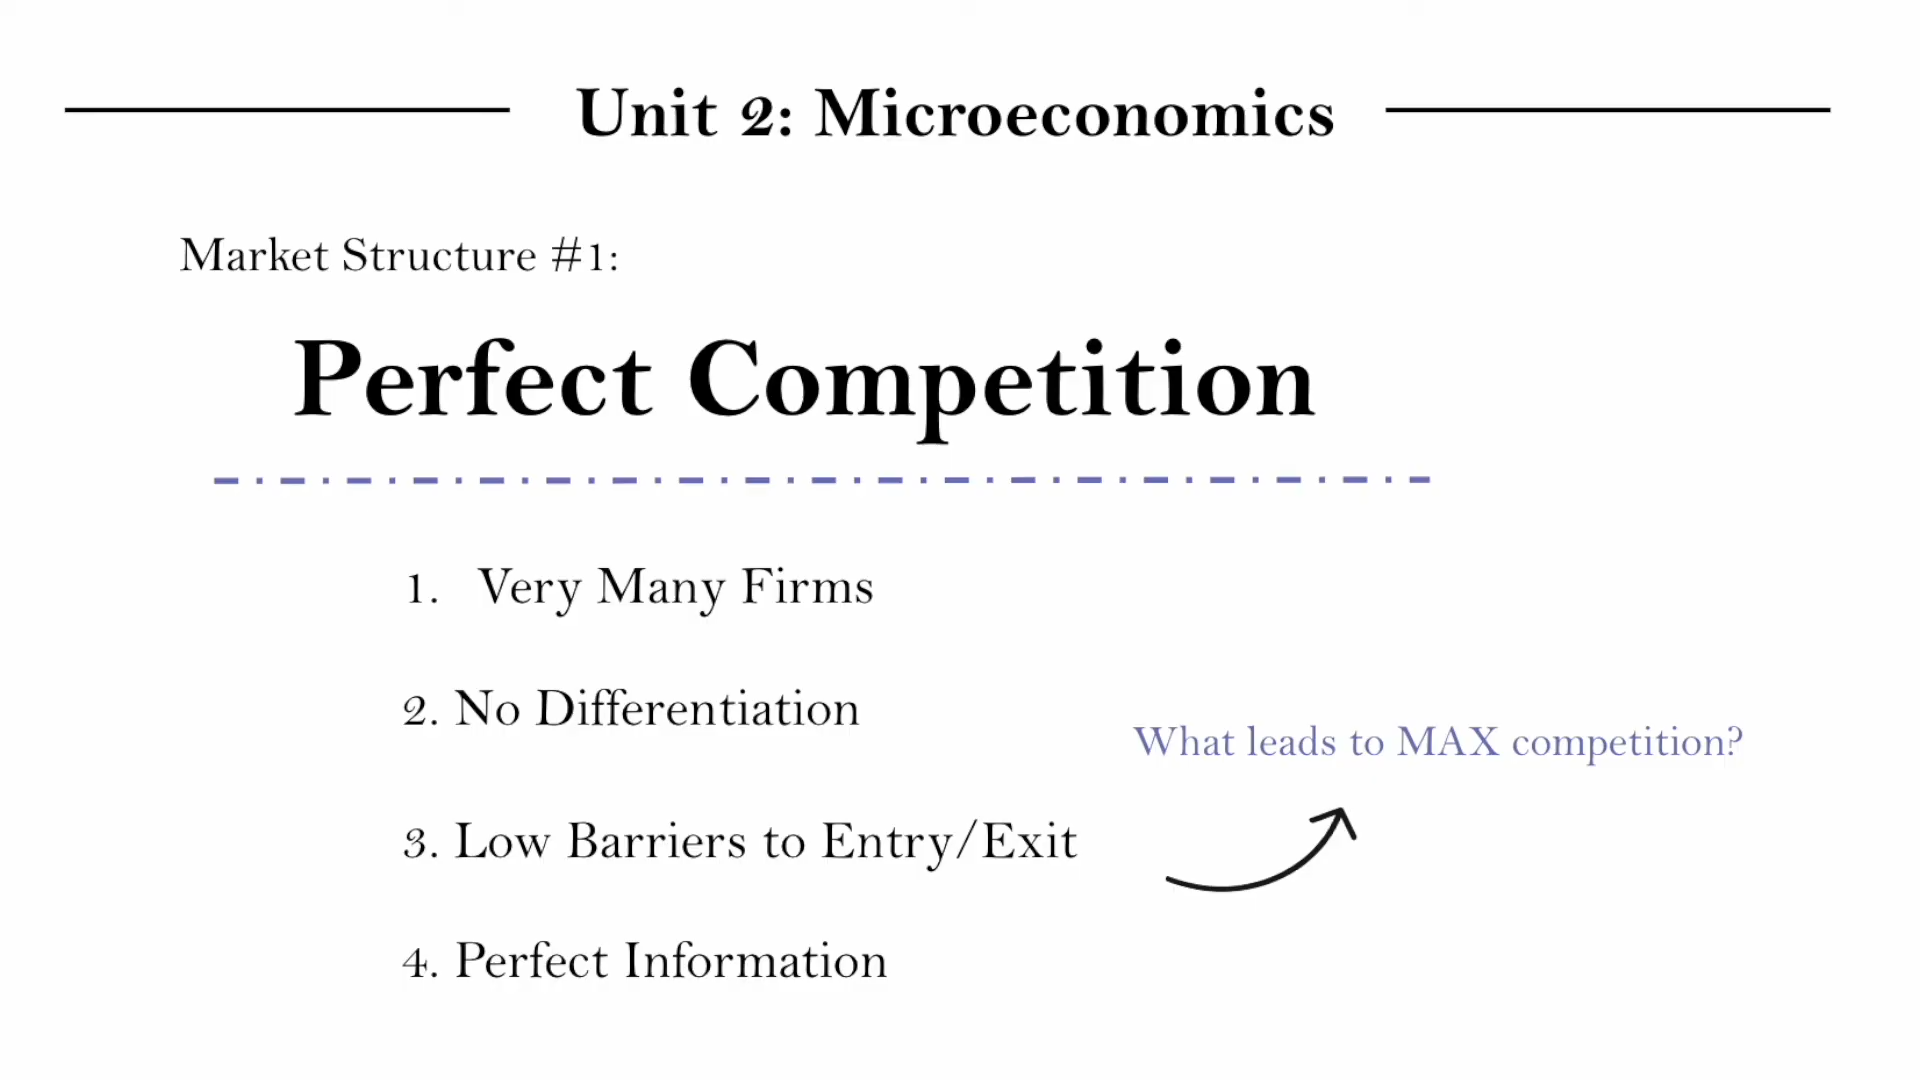 Unit 2: Microeconomics
Market Structure #1:
Perfect Competition
1. Very Many Firms
2. No Differentiation
What leads to MAX competition?
3. Low Barriers to Entry/Exit
4. Perfect Information